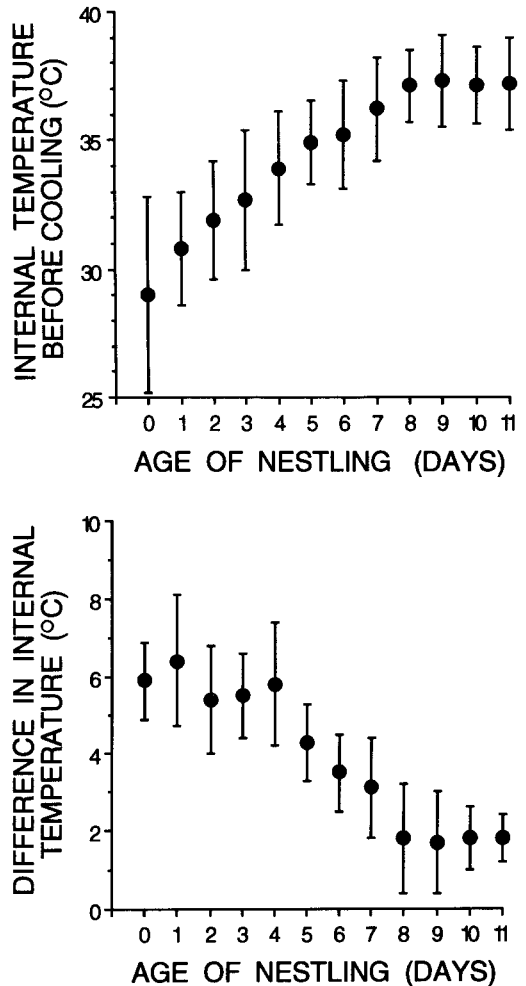 INTERNAL TEMPERATURE
BEFORE COOLING (°C)
40
35
30
25
0 1 2 3 4 5 6 7 8 9 10 11
AGE OF NESTLING (DAYS)
DIFFERENCE IN INTERNAL
TEMPERATURE (°C)
10
8
6
4
2
0
0 1 2 3 4 5 6 7 8 9 10 11
AGE OF NESTLING (DAYS)